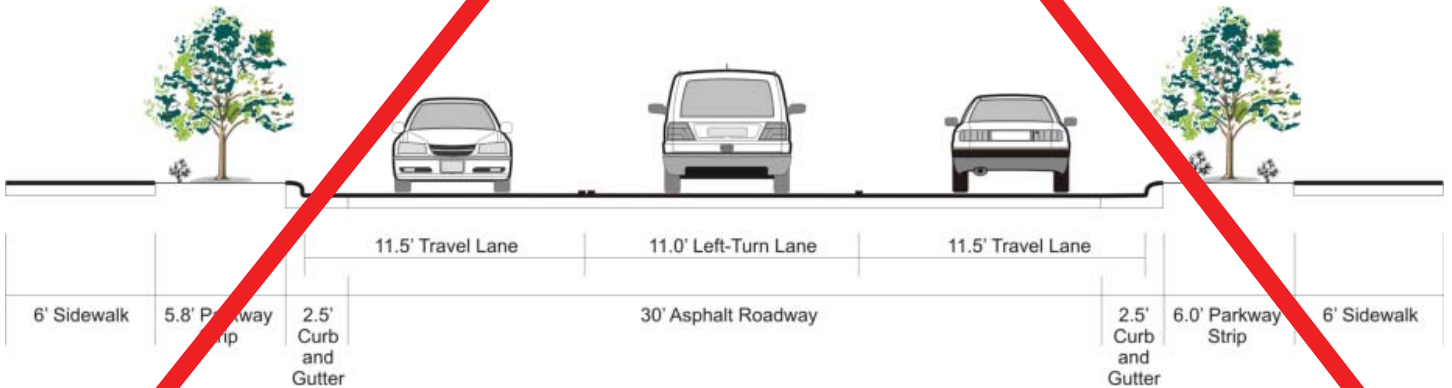 11.5' Travel Lane
11.0' Left-Turn Lane
11.5' Travel Lane
6' Sidewalk
5.8'
2.5'
Curb
and
Gutter
30' Asphalt Roadway
2.5'
Curb
and
Gutter
6.0' Parkway
Strip
6' Sidewalk